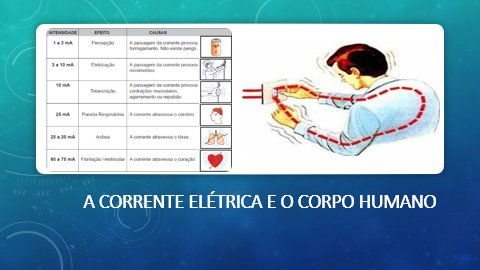 INTENSIDADE EFEITO CAUSAS
1 a 3 mA Percepção A passagem da corrente provoca
formigamento. Não existe perigo.
3 a 10 mA Eletrização A passagem da corrente provoca
movimentos.
10 mA Tetanização A passagem da corrente provoca
contrações musculares,
agarramento ou repulsão.
25 mA Parada Respiratória A corrente atravessa o cérebro.
25 a 30 mA Asfixia A corrente atravessa o tórax.
60 a 75 mA Fibrilação Ventricular A corrente atravessa o coração.
A CORRENTE ELÉTRICA E O CORPO HUMANO